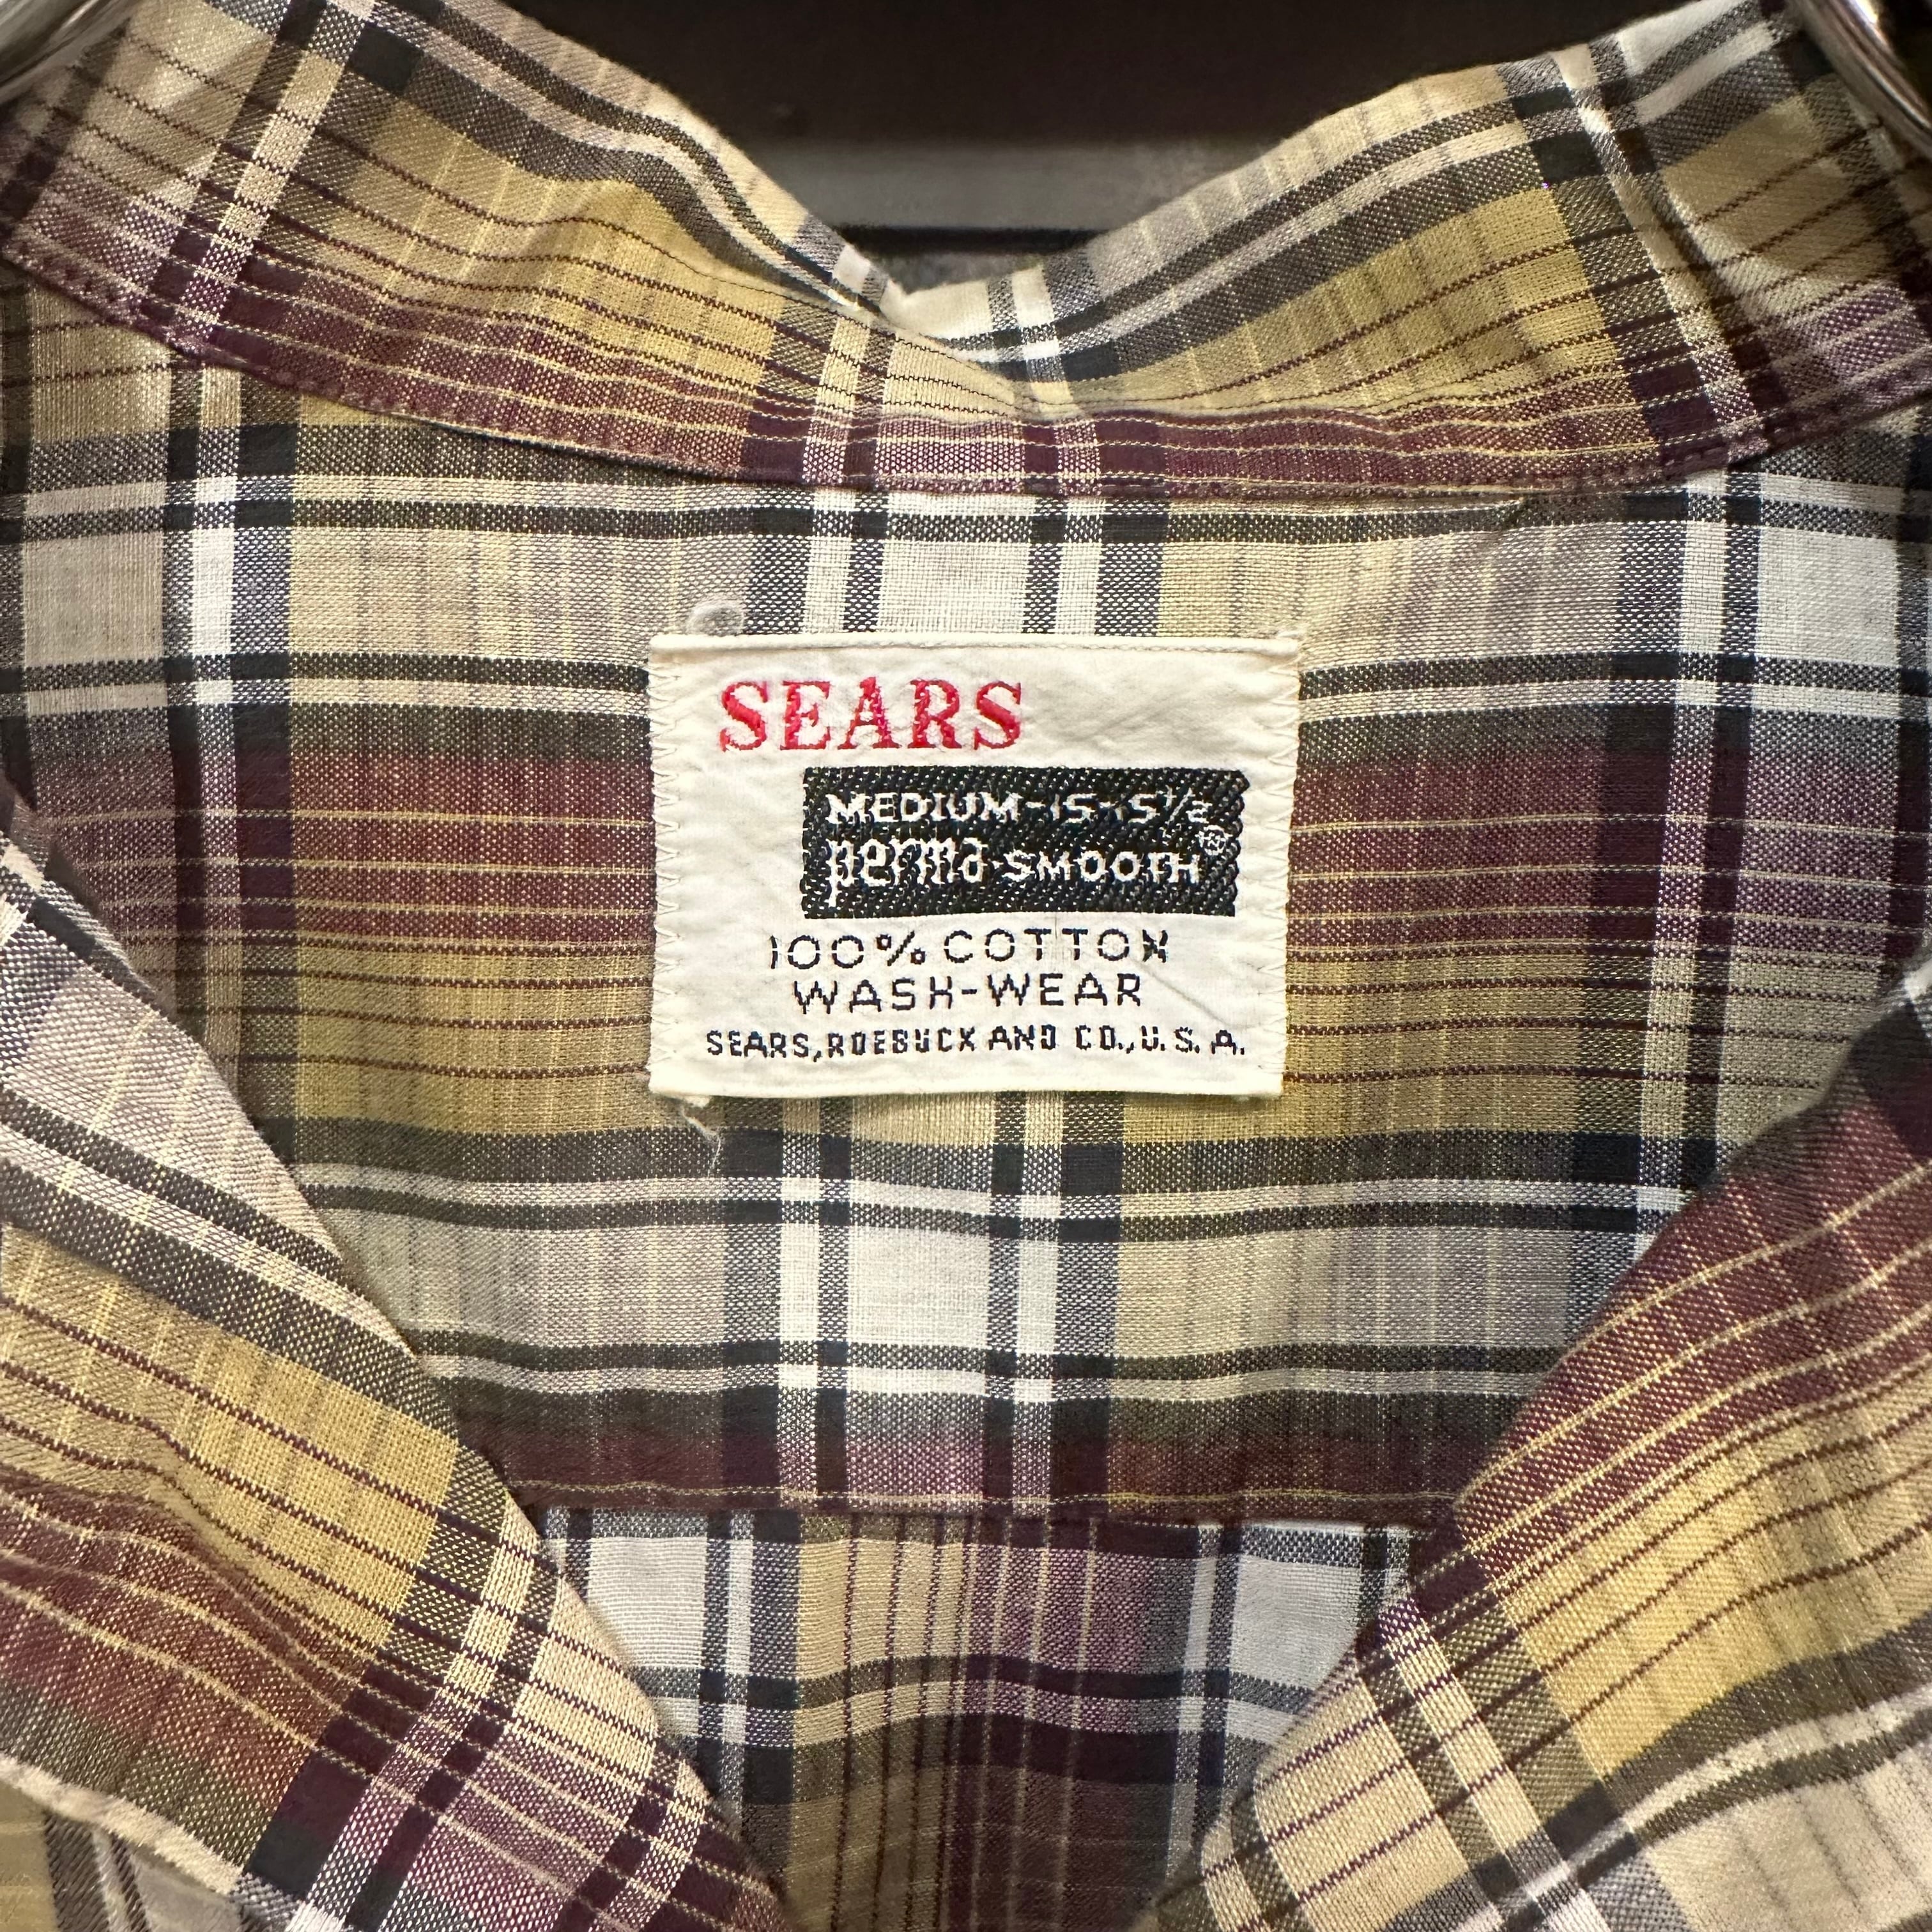 SEARS
MEDIUM-15-15½
perma-SMOOTH®
100% COTTON
WASH-WEAR
SEARS, ROEBUCK AND CO., U.S.A.